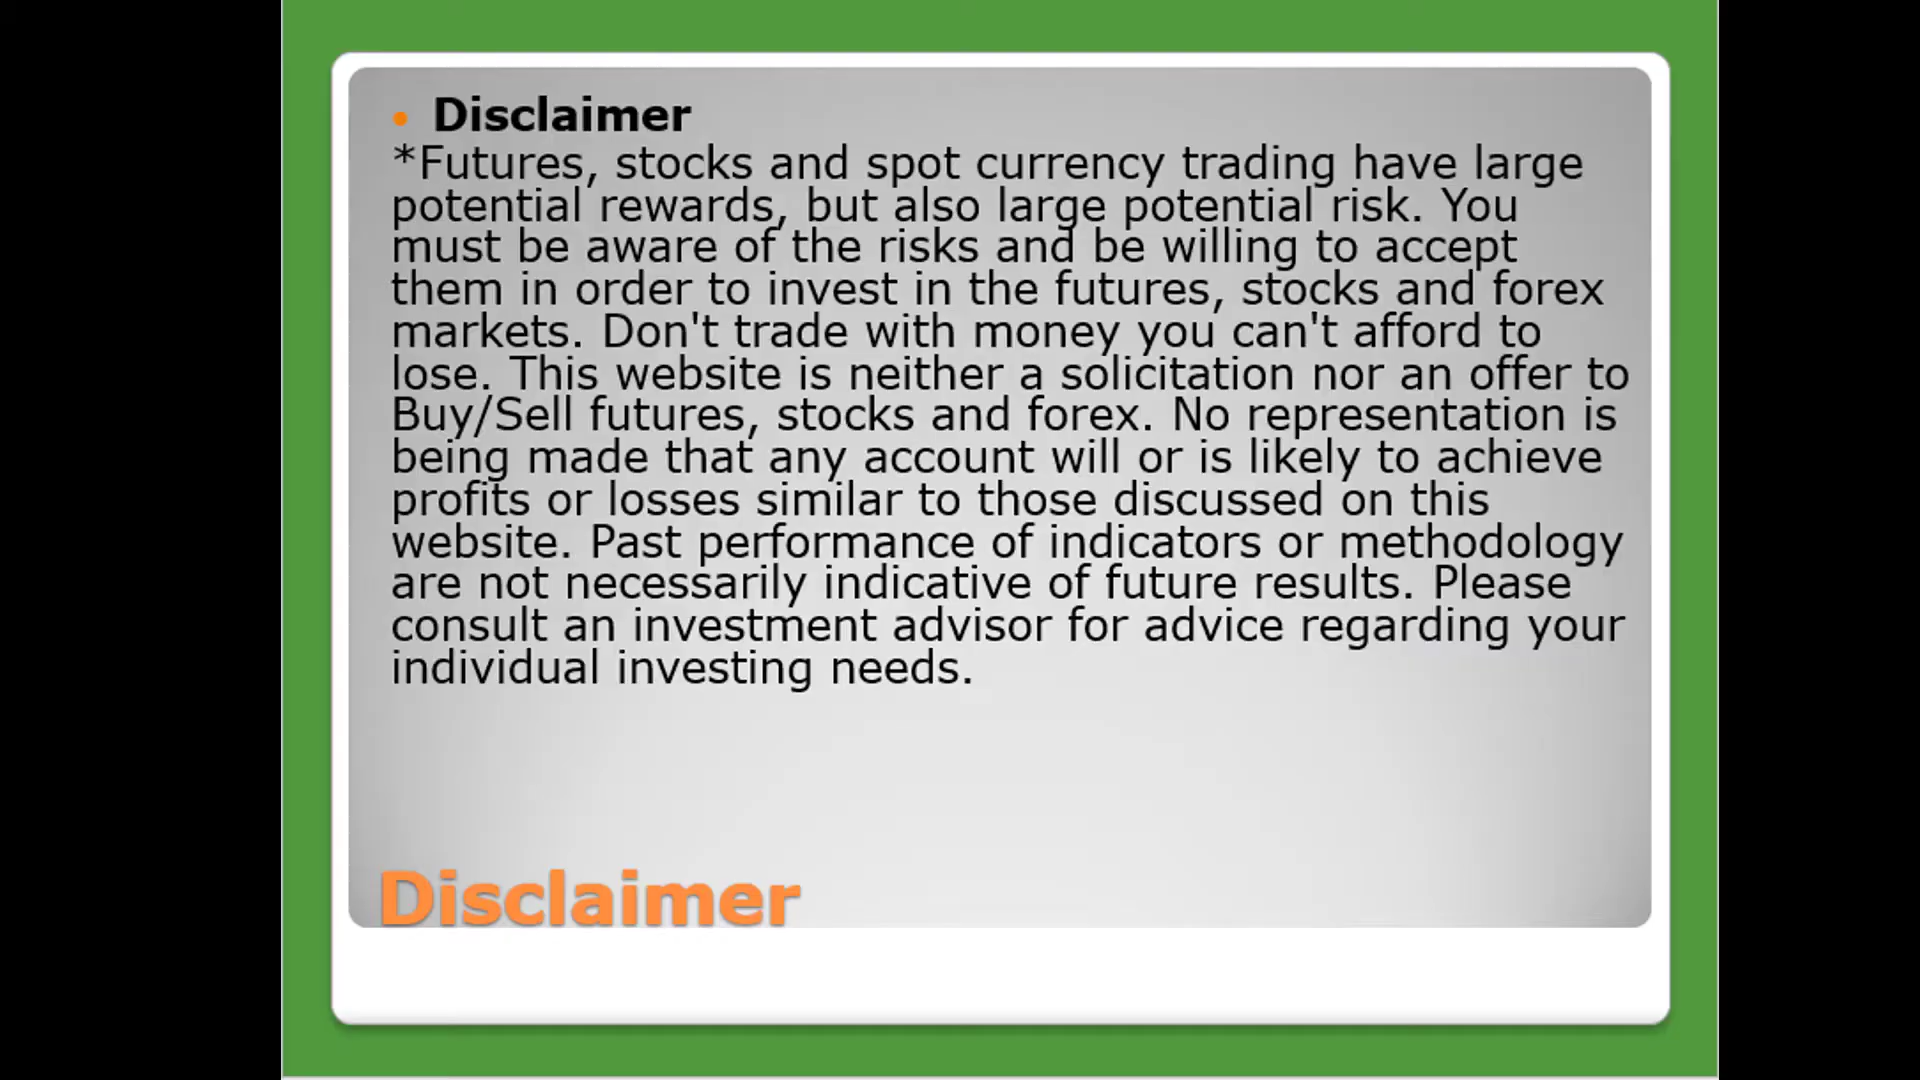 • Disclaimer
*Futures, stocks and spot currency trading have large
potential rewards, but also large potential risk. You
must be aware of the risks and be willing to accept
them in order to invest in the futures, stocks and forex
markets. Don't trade with money you can't afford to
lose. This website is neither a solicitation nor an offer to
Buy/Sell futures, stocks and forex. No representation is
being made that any account will or is likely to achieve
profits or losses similar to those discussed on this
website. Past performance of indicators or methodology
are not necessarily indicative of future results. Please
consult an investment advisor for advice regarding your
individual investing needs.
Disclaimer